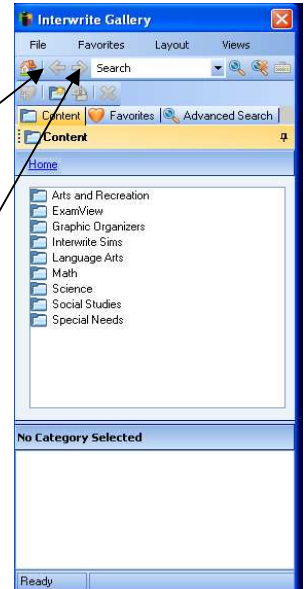 Interwrite Gallery
File Favorites Layout Views
Search
Content Favorites Advanced Search
Content
Home
Arts and Recreation
ExamView
Graphic Organizers
Interwrite Sims
Language Arts
Math
Science
Social Studies
Special Needs
No Category Selected
Ready